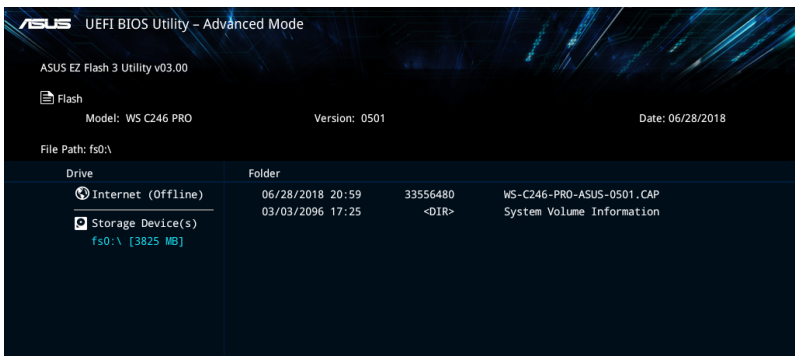 ASUS UEFI BIOS Utility – Advanced Mode
ASUS EZ Flash 3 Utility v03.00
Flash
Model: WS C246 PRO Version: 0501 Date: 06/28/2018
File Path: fs0:\
Drive Folder
Internet (Offline) 06/28/2018 20:59 33556480 WS-C246-PRO-ASUS-0501.CAP
03/03/2096 17:25 <DIR> System Volume Information
Storage Device(s)
fs0:\ [3825 MB]